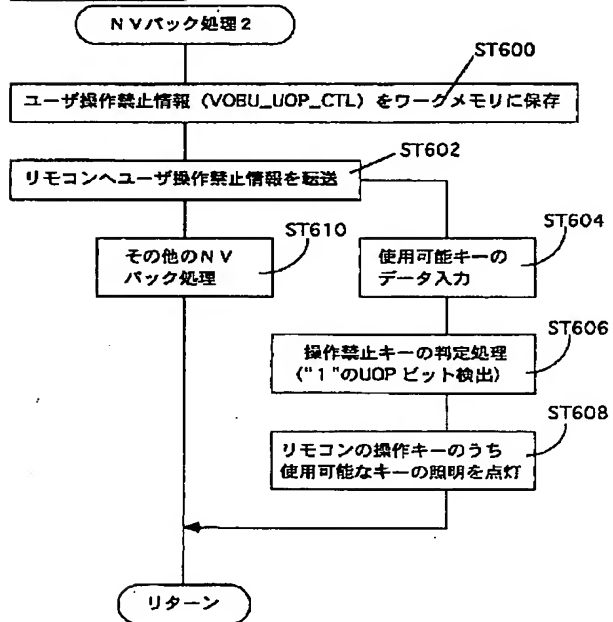 NVパック処理2
ST600
ユーザ操作禁止情報(VOBU_UOP_CTL)をワークメモリに保存
ST602
リモコンへユーザ操作禁止情報を転送
ST610
その他のNV
パック処理
ST604
使用可能キーの
データ入力
ST606
操作禁止キーの判定処理
("1"のUOPビット検出)
ST608
リモコンの操作キーのうち
使用可能なキーの照明を点灯
リターン